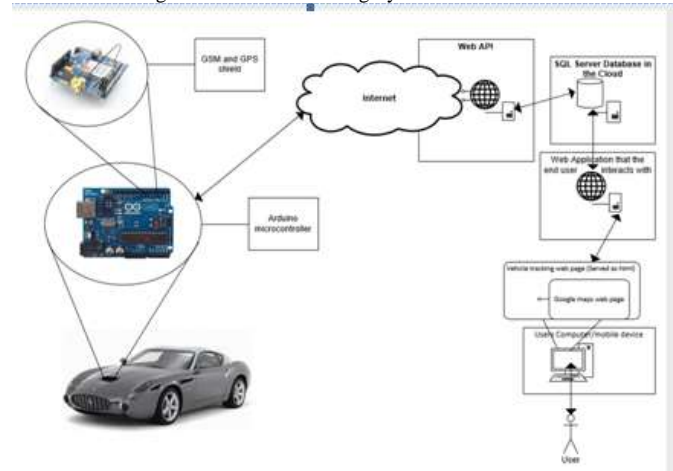 GSM and GPS
shield
Internet
Web API
SQL Server Database in
the Cloud
Web Application that the
end user interacts with
Arduino
microcontroller
Vehicle tracking web page (Served as html)
Google maps web page
Users Computer/mobile device
User